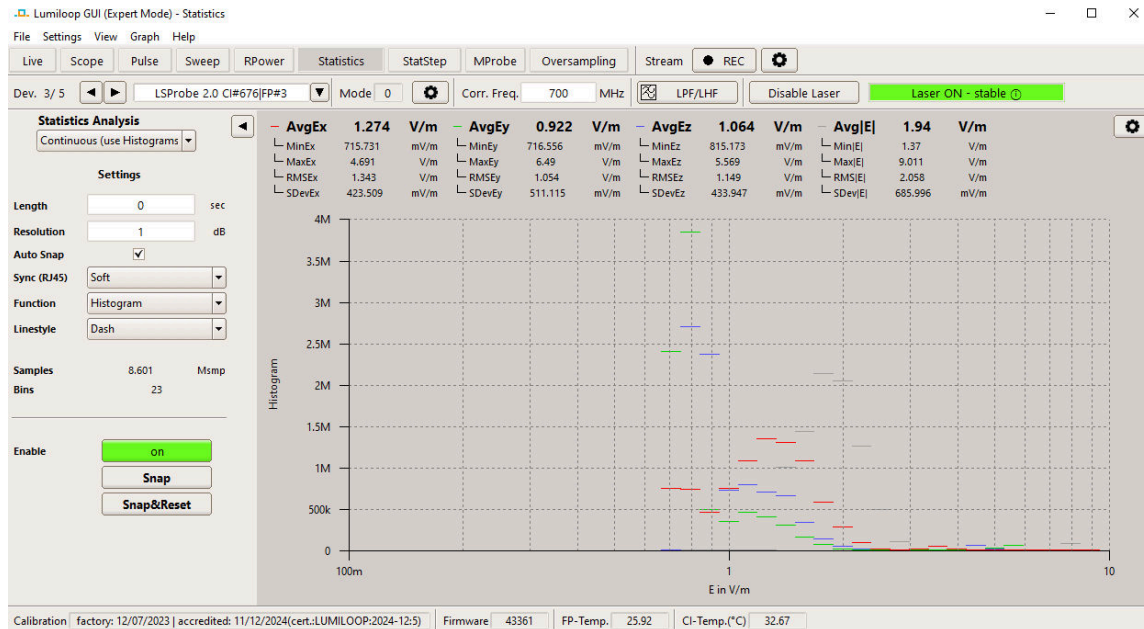 Lumiloop GUI (Expert Mode) - Statistics
File Settings View Graph Help
Live Scope Pulse Sweep RPower Statistics StatStep MProbe Oversampling Stream REC
Dev. 3/ 5 LSProbe 2.0 CI#676|FP#3 Mode 0 Corr. Freq. 700 MHz LPF/LHF Disable Laser Laser ON - stable
Statistics Analysis
Continuous (use Histograms
Settings
Length 0 sec
Resolution 1 dB
Auto Snap
Sync (RJ45) Soft
Function Histogram
Linestyle Dash
Samples 8.601 Msmp
Bins 23
Enable on
Snap
Snap&Reset
AvgEx 1.274 V/m AvgEy 0.922 V/m AvgEz 1.064 V/m Avg|E| 1.94 V/m
MinEx 715.731 mV/m MinEy 716.556 mV/m MinEz 815.173 mV/m Min|E| 1.37 V/m
MaxEx 4.691 V/m MaxEy 6.49 V/m MaxEz 5.569 V/m Max|E| 9.011 V/m
RMSEx 1.343 V/m RMSEy 1.054 V/m RMSEz 1.149 V/m RMS|E| 2.058 V/m
SDevEx 423.509 mV/m SDevEy 511.115 mV/m SDevEz 433.947 mV/m SDev|E| 685.996 mV/m
4M
3.5M
3M
2.5M
2M
1.5M
1M
500k
0
Histogram
100m 1 10
E in V/m
Calibration factory: 12/07/2023 | accredited: 11/12/2024(cert.:LUMILOOP:2024-12:5) Firmware 43361 FP-Temp. 25.92 CI-Temp.(°C) 32.67